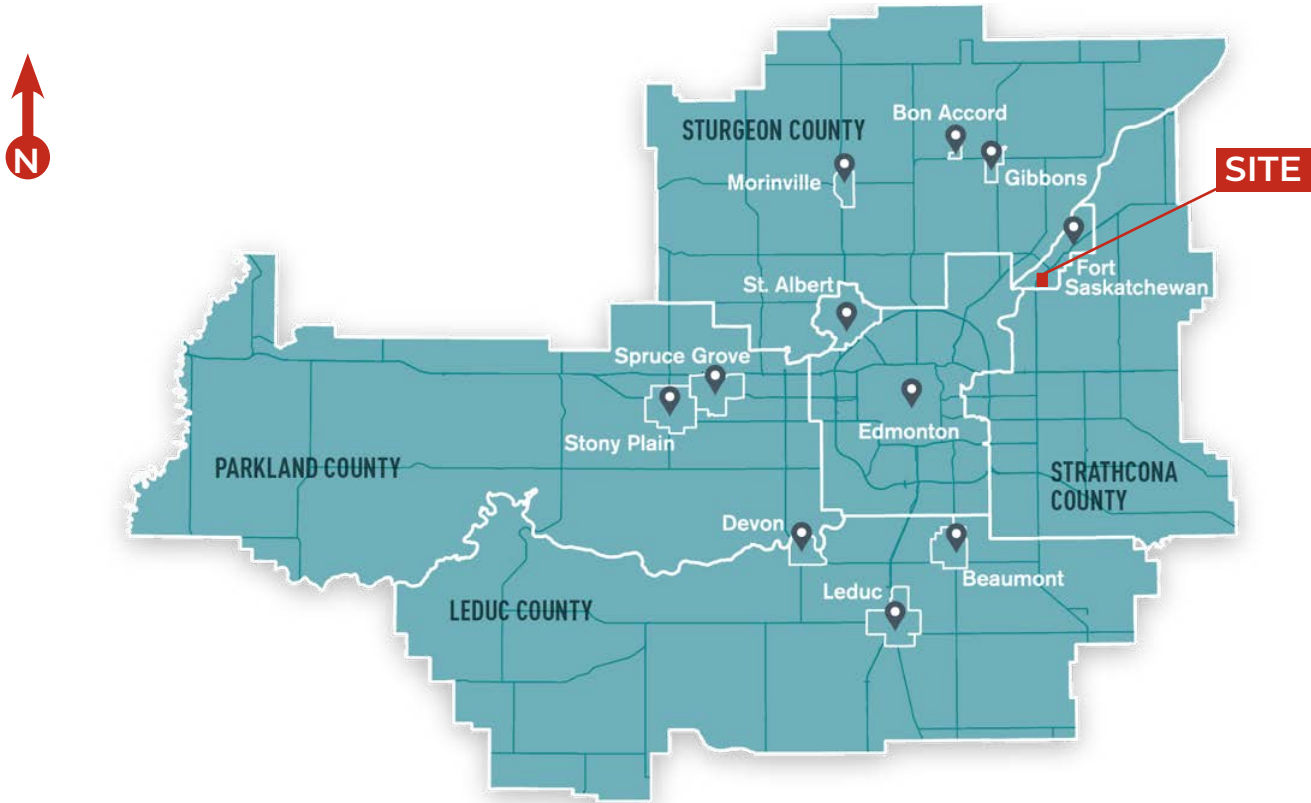 N
STURGEON COUNTY
Bon Accord
Gibbons
Morinville
SITE
Fort
Saskatchewan
St. Albert
Spruce Grove
Stony Plain
Edmonton
PARKLAND COUNTY
STRATHCONA
COUNTY
Devon
Beaumont
Leduc
LEDUC COUNTY